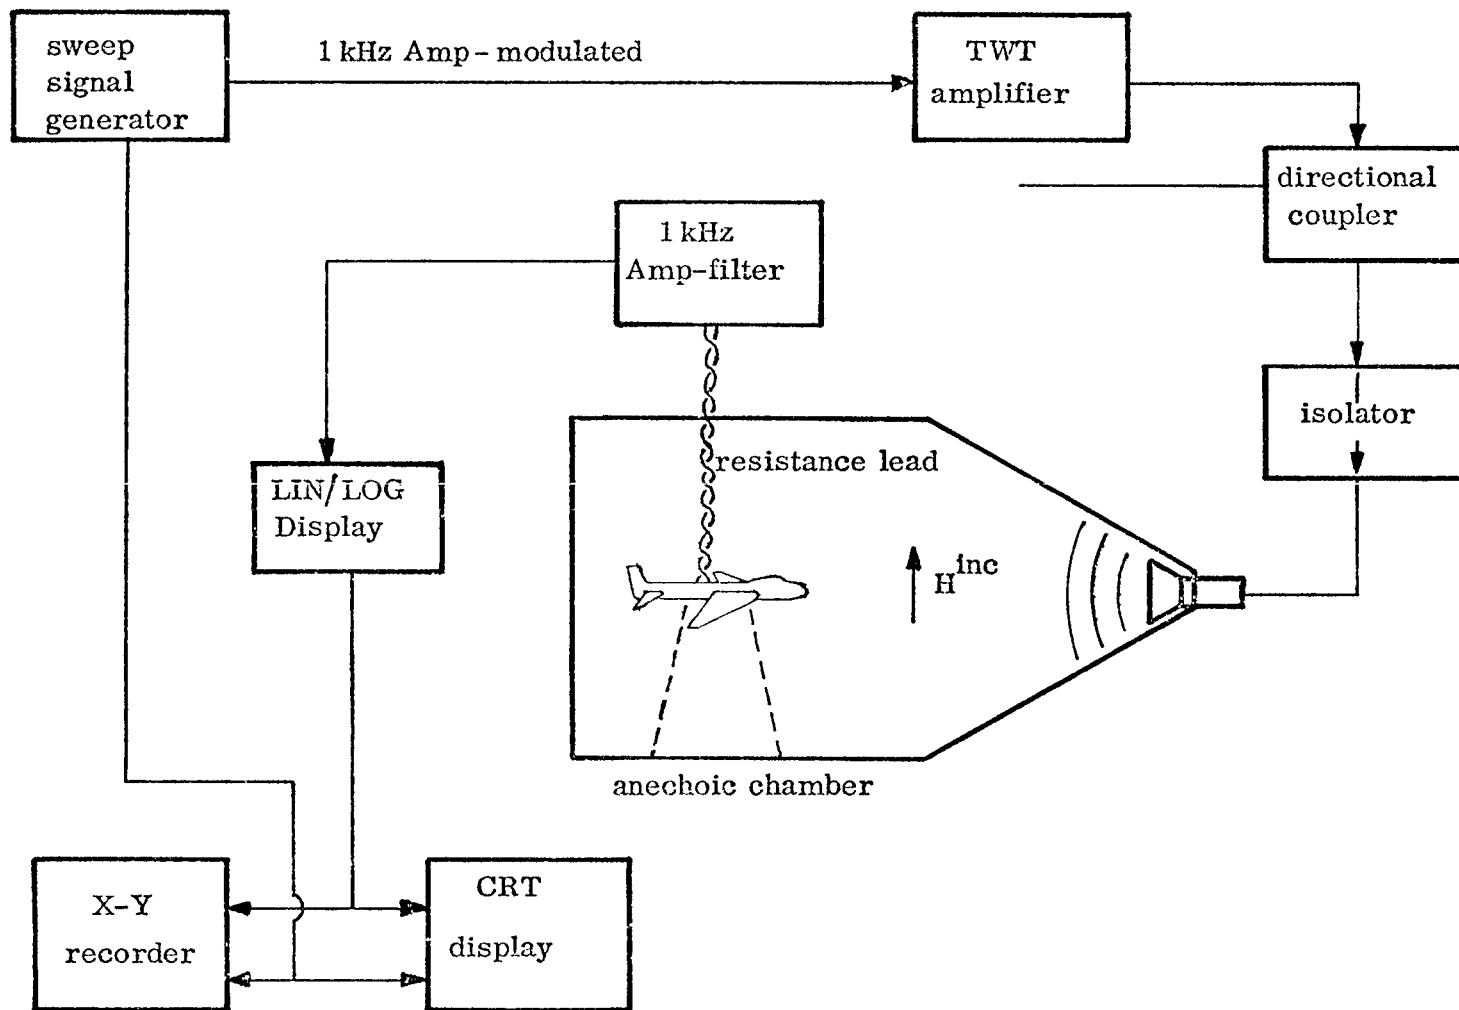 sweep
signal
generator
1 kHz Amp-modulated
TWT
amplifier
directional
coupler
1 kHz
Amp-filter
isolator
resistance lead
LIN/LOG
Display
H^inc
anechoic chamber
X-Y
recorder
CRT
display